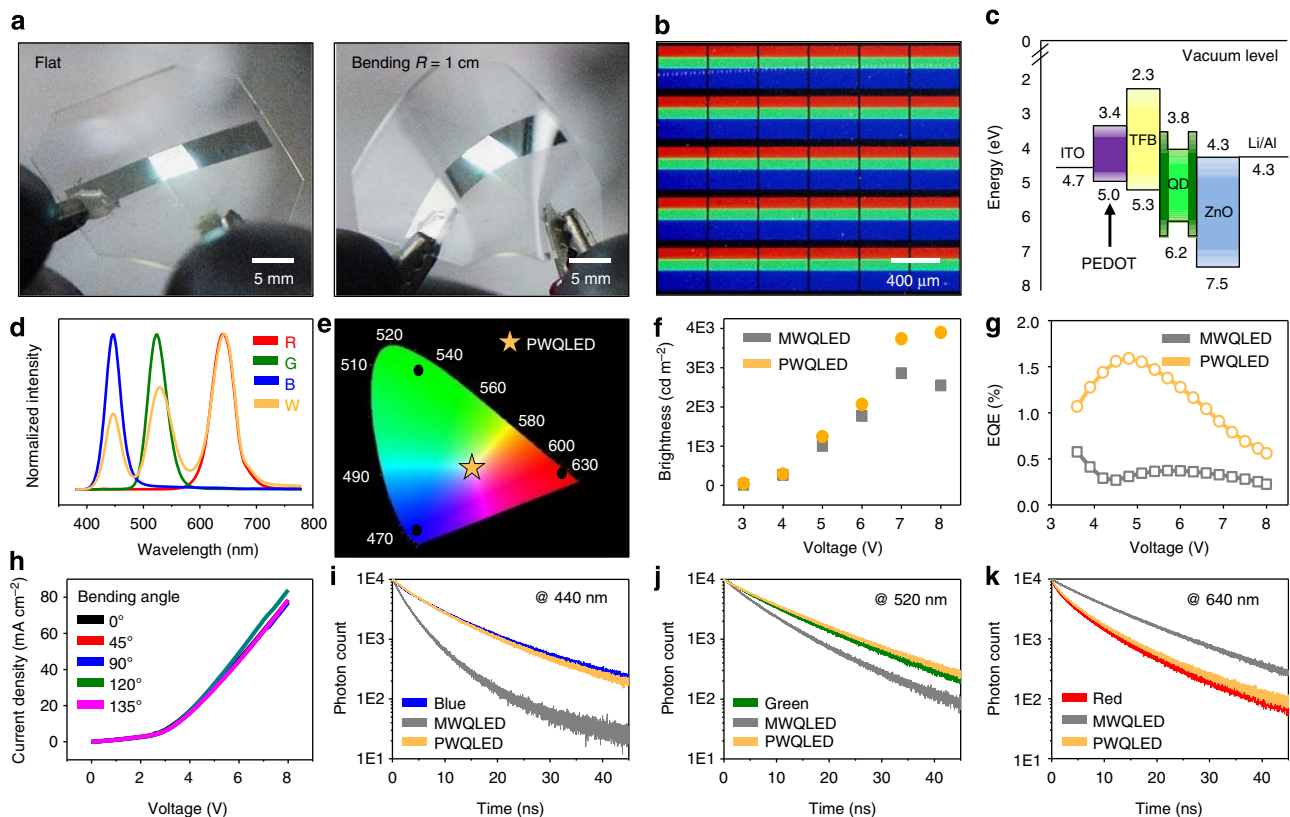 a
Flat
5 mm
Bending R = 1 cm
5 mm
b
400 μm
c
0
2
3
4
5
6
7
8
Energy (eV)
Vacuum level
2.3
3.4
3.8
TFB
ITO
4.3
Li/Al
4.7
QD
4.3
5.0
5.3
ZnO
6.2
PEDOT
7.5
d
Normalized intensity
R
G
B
W
400
500
600
700
800
Wavelength (nm)
e
PWQLED
520
540
510
560
580
600
630
490
470
f
4E3
3E3
2E3
1E3
0
Brightness (cd m−2)
MWQLED
PWQLED
3
4
5
6
7
8
Voltage (V)
g
2.0
1.5
1.0
0.5
0.0
EQE (%)
MWQLED
PWQLED
3
4
5
6
7
8
Voltage (V)
h
80
60
40
20
0
Current density (mA cm−2)
Bending angle
0°
45°
90°
120°
135°
0
2
4
6
8
Voltage (V)
i
1E4
1E3
1E2
1E1
Photon count
@ 440 nm
Blue
MWQLED
PWQLED
0
10
20
30
40
Time (ns)
j
1E4
1E3
1E2
1E1
Photon count
@ 520 nm
Green
MWQLED
PWQLED
0
10
20
30
40
Time (ns)
k
1E4
1E3
1E2
1E1
Photon count
@ 640 nm
Red
MWQLED
PWQLED
0
10
20
30
40
Time (ns)